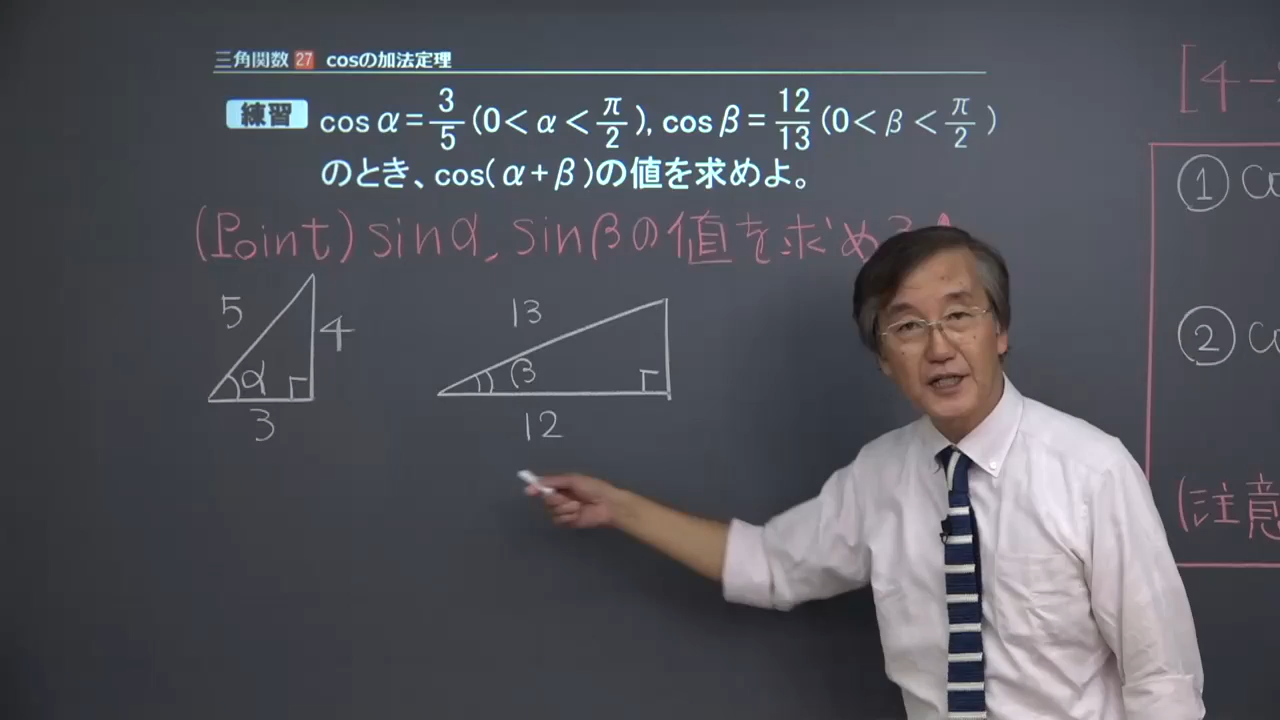 三角関数 27 cosの加法定理
練習 cos α = 3/5 (0 < α < π/2), cos β = 12/13 (0 < β < π/2)
のとき、cos(α+β)の値を求めよ。
(Point) sinα, sinβの値を求める
5
4
α
3
13
β
12
[4-
①
②
(注意